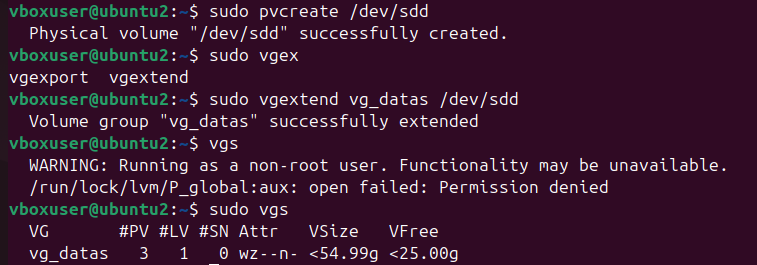 vboxuser@ubuntu2:~$ sudo pvcreate /dev/sdd
  Physical volume "/dev/sdd" successfully created.
vboxuser@ubuntu2:~$ sudo vgex
vgexport  vgextend
vboxuser@ubuntu2:~$ sudo vgextend vg_datas /dev/sdd
  Volume group "vg_datas" successfully extended
vboxuser@ubuntu2:~$ vgs
  WARNING: Running as a non-root user. Functionality may be unavailable.
  /run/lock/lvm/P_global:aux: open failed: Permission denied
vboxuser@ubuntu2:~$ sudo vgs
  VG       #PV #LV #SN Attr   VSize   VFree
  vg_datas   3   1   0 wz--n- <54.99g <25.00g